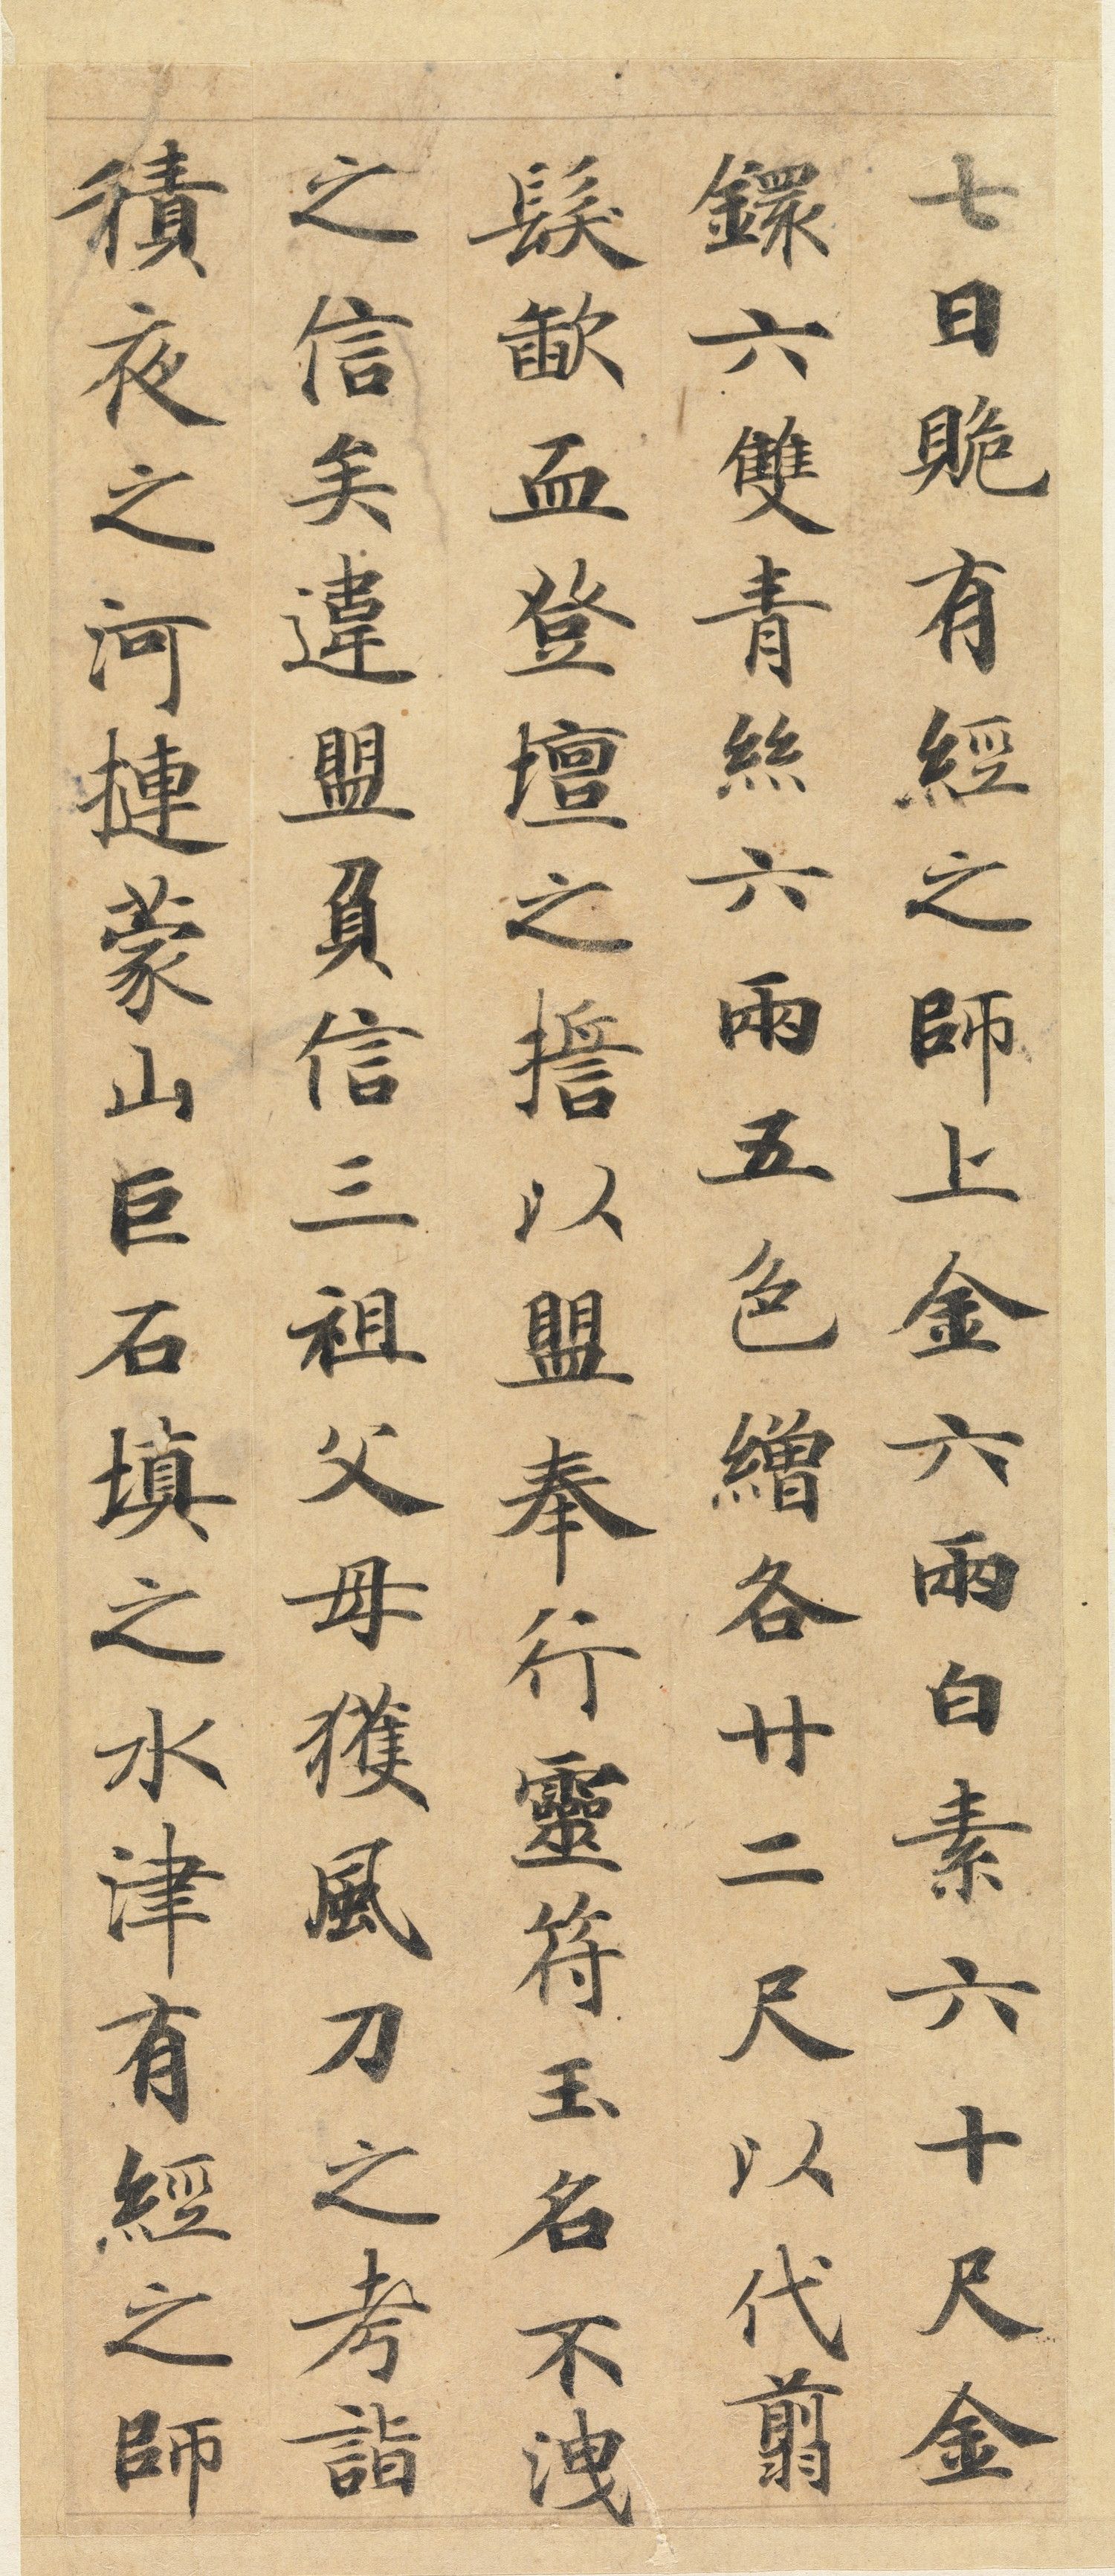 七日貹有經之師上金六兩白素六十尺金
鐶六雙青絲六兩五色繒各廿二尺以代翦
髮歃血登壇之擔以盟奉行靈符玉名不洩
之信矣違盟負信三祖父母獲風刀之考詣
積夜之河摙蒙山巨石填之水津有經之師